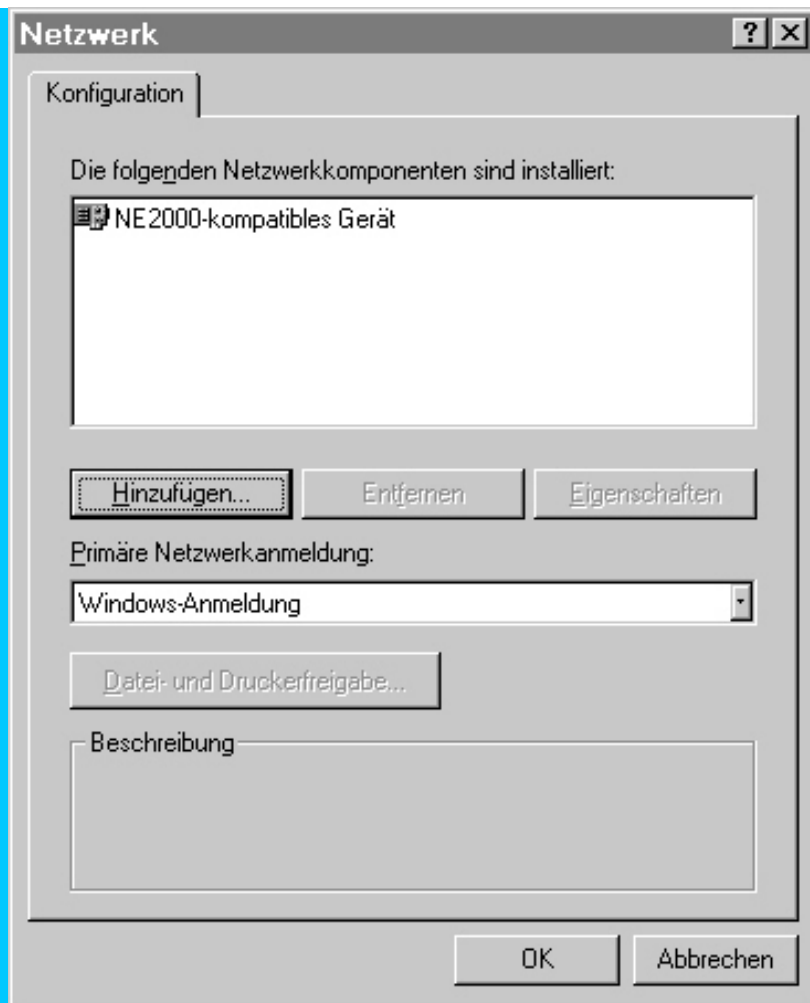 Netzwerk
Konfiguration
Die folgenden Netzwerkkomponenten sind installiert:
NE2000-kompatibles Gerät
Hinzufügen... Entfernen Eigenschaften
Primäre Netzwerkanmeldung:
Windows-Anmeldung
Datei- und Druckerfreigabe...
Beschreibung
OK Abbrechen